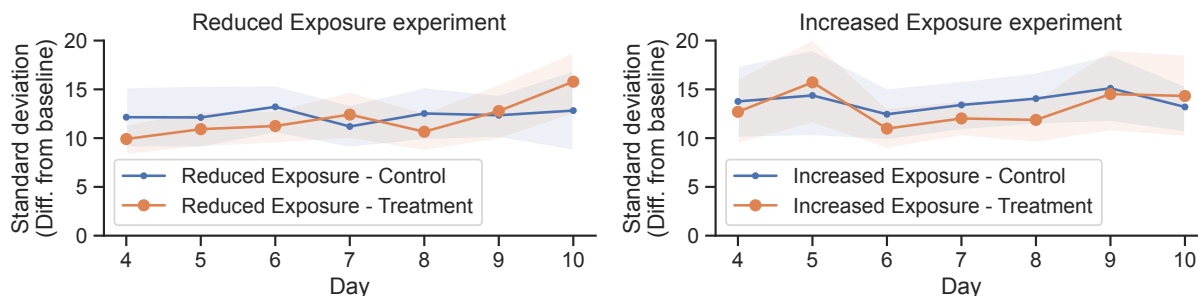 Reduced Exposure experiment
Standard deviation
(Diff. from baseline)
20
15
10
5
0
Reduced Exposure - Control
Reduced Exposure - Treatment
4 5 6 7 8 9 10
Day
Increased Exposure experiment
Standard deviation
(Diff. from baseline)
20
15
10
5
0
Increased Exposure - Control
Increased Exposure - Treatment
4 5 6 7 8 9 10
Day